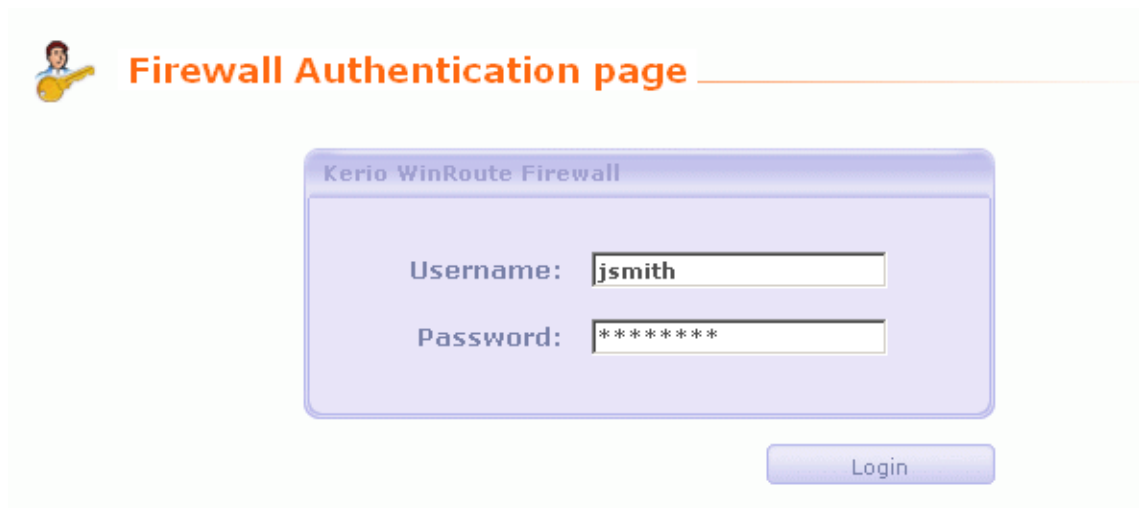 Firewall Authentication page
Kerio WinRoute Firewall
Username: jsmith
Password: ********
Login